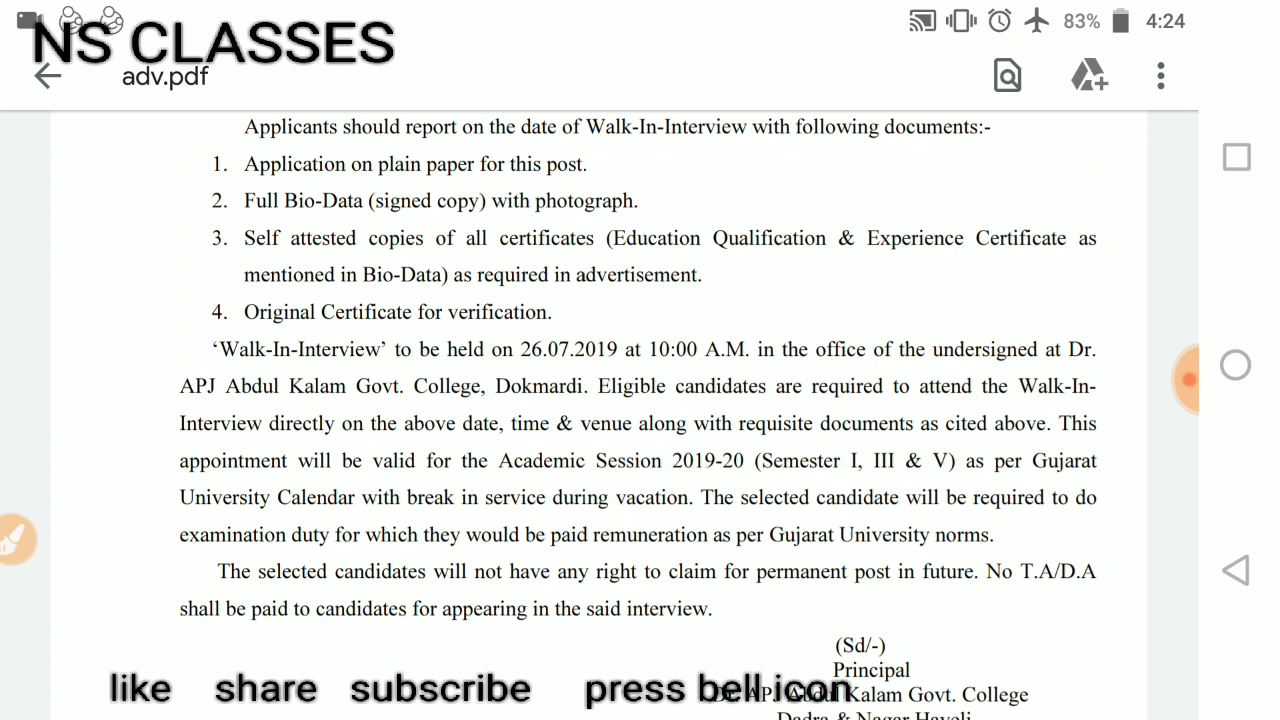 NS CLASSES
83% 4:24
adv.pdf
Applicants should report on the date of Walk-In-Interview with following documents:-
1. Application on plain paper for this post.
2. Full Bio-Data (signed copy) with photograph.
3. Self attested copies of all certificates (Education Qualification & Experience Certificate as
mentioned in Bio-Data) as required in advertisement.
4. Original Certificate for verification.
‘Walk-In-Interview’ to be held on 26.07.2019 at 10:00 A.M. in the office of the undersigned at Dr.
APJ Abdul Kalam Govt. College, Dokmardi. Eligible candidates are required to attend the Walk-In-
Interview directly on the above date, time & venue along with requisite documents as cited above. This
appointment will be valid for the Academic Session 2019-20 (Semester I, III & V) as per Gujarat
University Calendar with break in service during vacation. The selected candidate will be required to do
examination duty for which they would be paid remuneration as per Gujarat University norms.
The selected candidates will not have any right to claim for permanent post in future. No T.A/D.A
shall be paid to candidates for appearing in the said interview.
(Sd/-)
Principal
like share subscribe press bell icon
Dr. APJ Abdul Kalam Govt. College
Dadra & Nagar Haveli